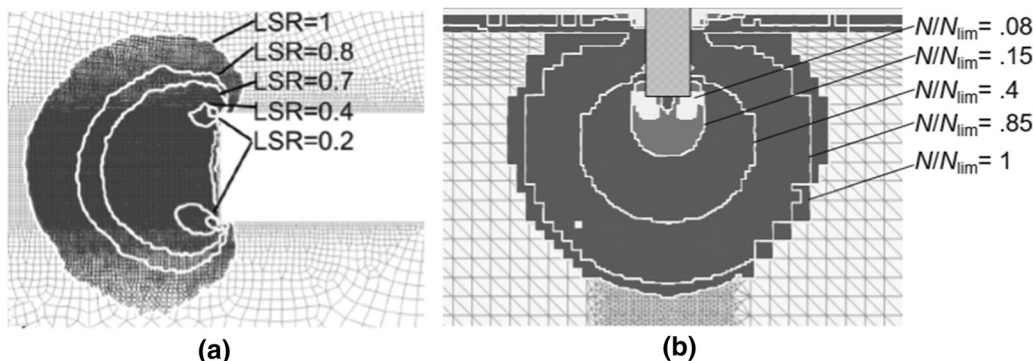 LSR=1
LSR=0.8
LSR=0.7
LSR=0.4
LSR=0.2
(a)
N/Nlim= .08
N/Nlim= .15
N/Nlim= .4
N/Nlim= .85
N/Nlim= 1
(b)